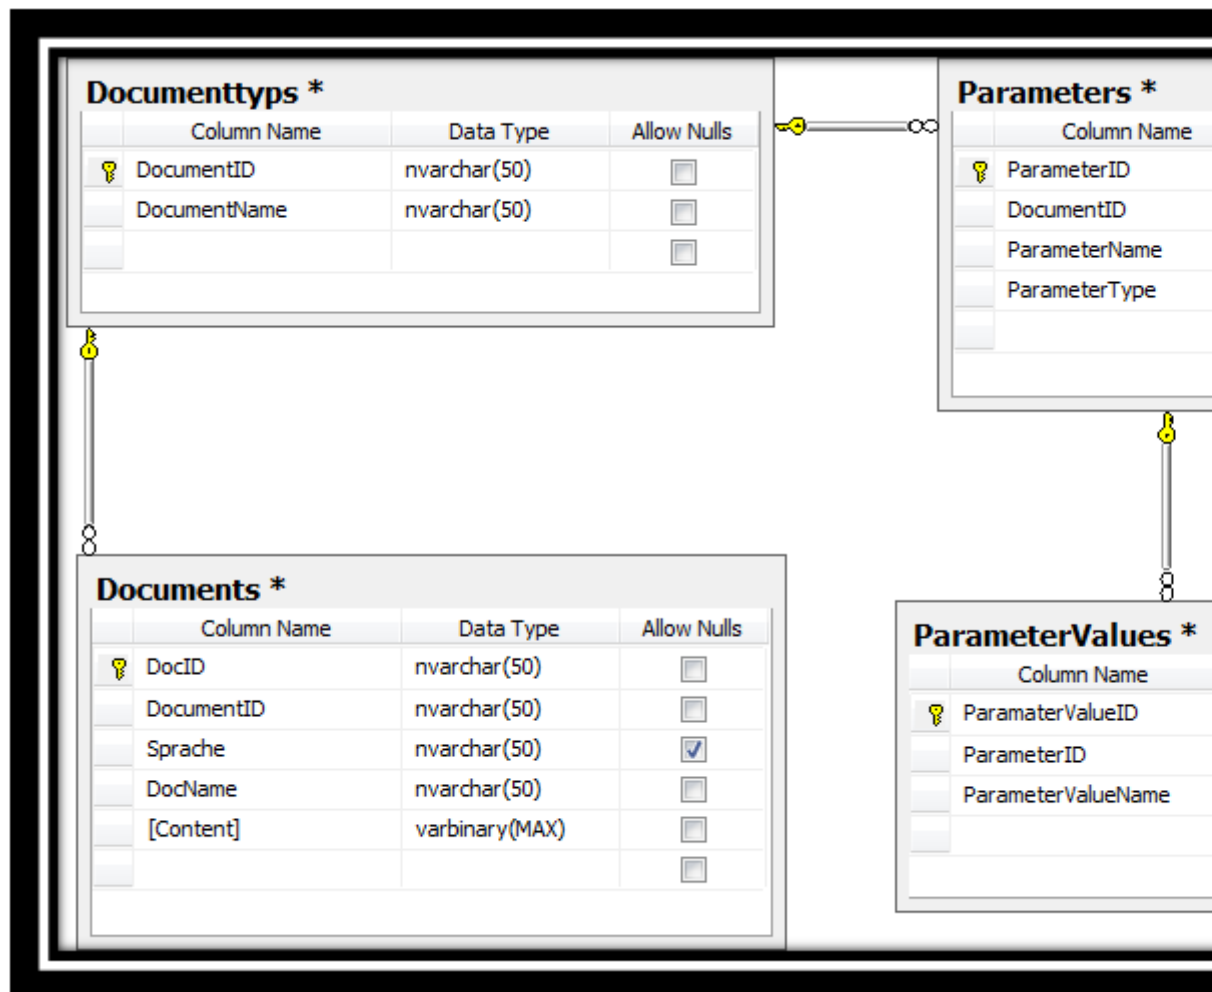 Documenttyps *
Column Name Data Type Allow Nulls
DocumentID nvarchar(50)
DocumentName nvarchar(50)
Parameters *
Column Name
ParameterID
DocumentID
ParameterName
ParameterType
Documents *
Column Name Data Type Allow Nulls
DocID nvarchar(50)
DocumentID nvarchar(50)
Sprache nvarchar(50)
DocName nvarchar(50)
[Content] varbinary(MAX)
ParameterValues *
Column Name
ParamaterValueID
ParameterID
ParameterValueName